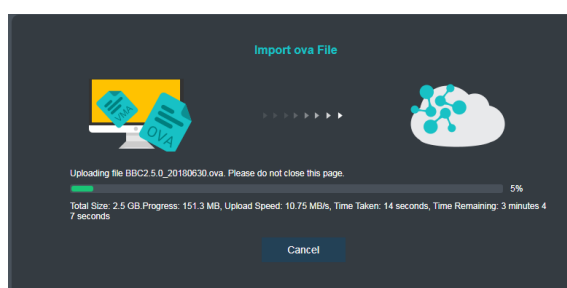 Import ova File
VMA
OVA
Uploading file BBC2.5.0_20180630.ova. Please do not close this page.
5%
Total Size: 2.5 GB.Progress: 151.3 MB, Upload Speed: 10.75 MB/s, Time Taken: 14 seconds, Time Remaining: 3 minutes 4
7 seconds
Cancel